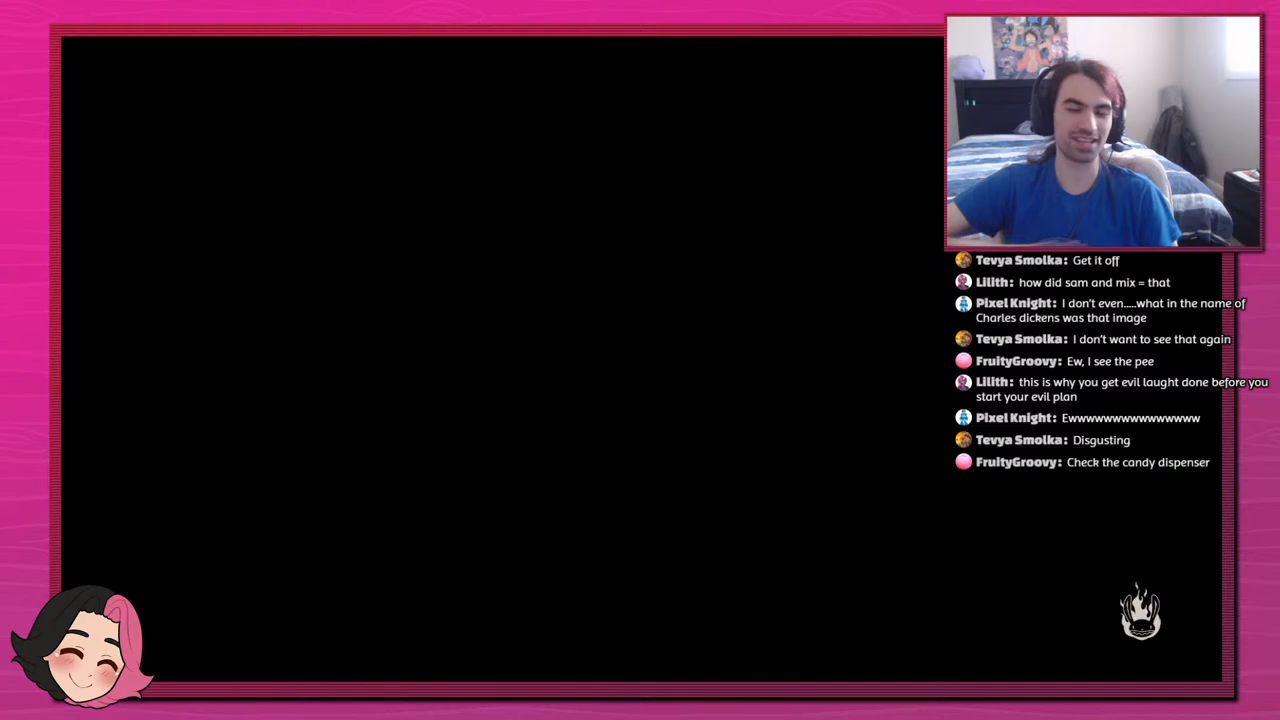 Tevya Smolka: Get it off
Lilith: how did sam and mix = that
Pixel Knight: I don't even.....what in the name of
Charles dickens was that image
Tevya Smolka: I don't want to see that again
FruityGroovy: Ew, I see the pee
Lilith: this is why you get evil laught done before you
start your evil plan
Pixel Knight: Ewwwwwwwwwwwwwww
Tevya Smolka: Disgusting
FruityGroovy: Check the candy dispenser